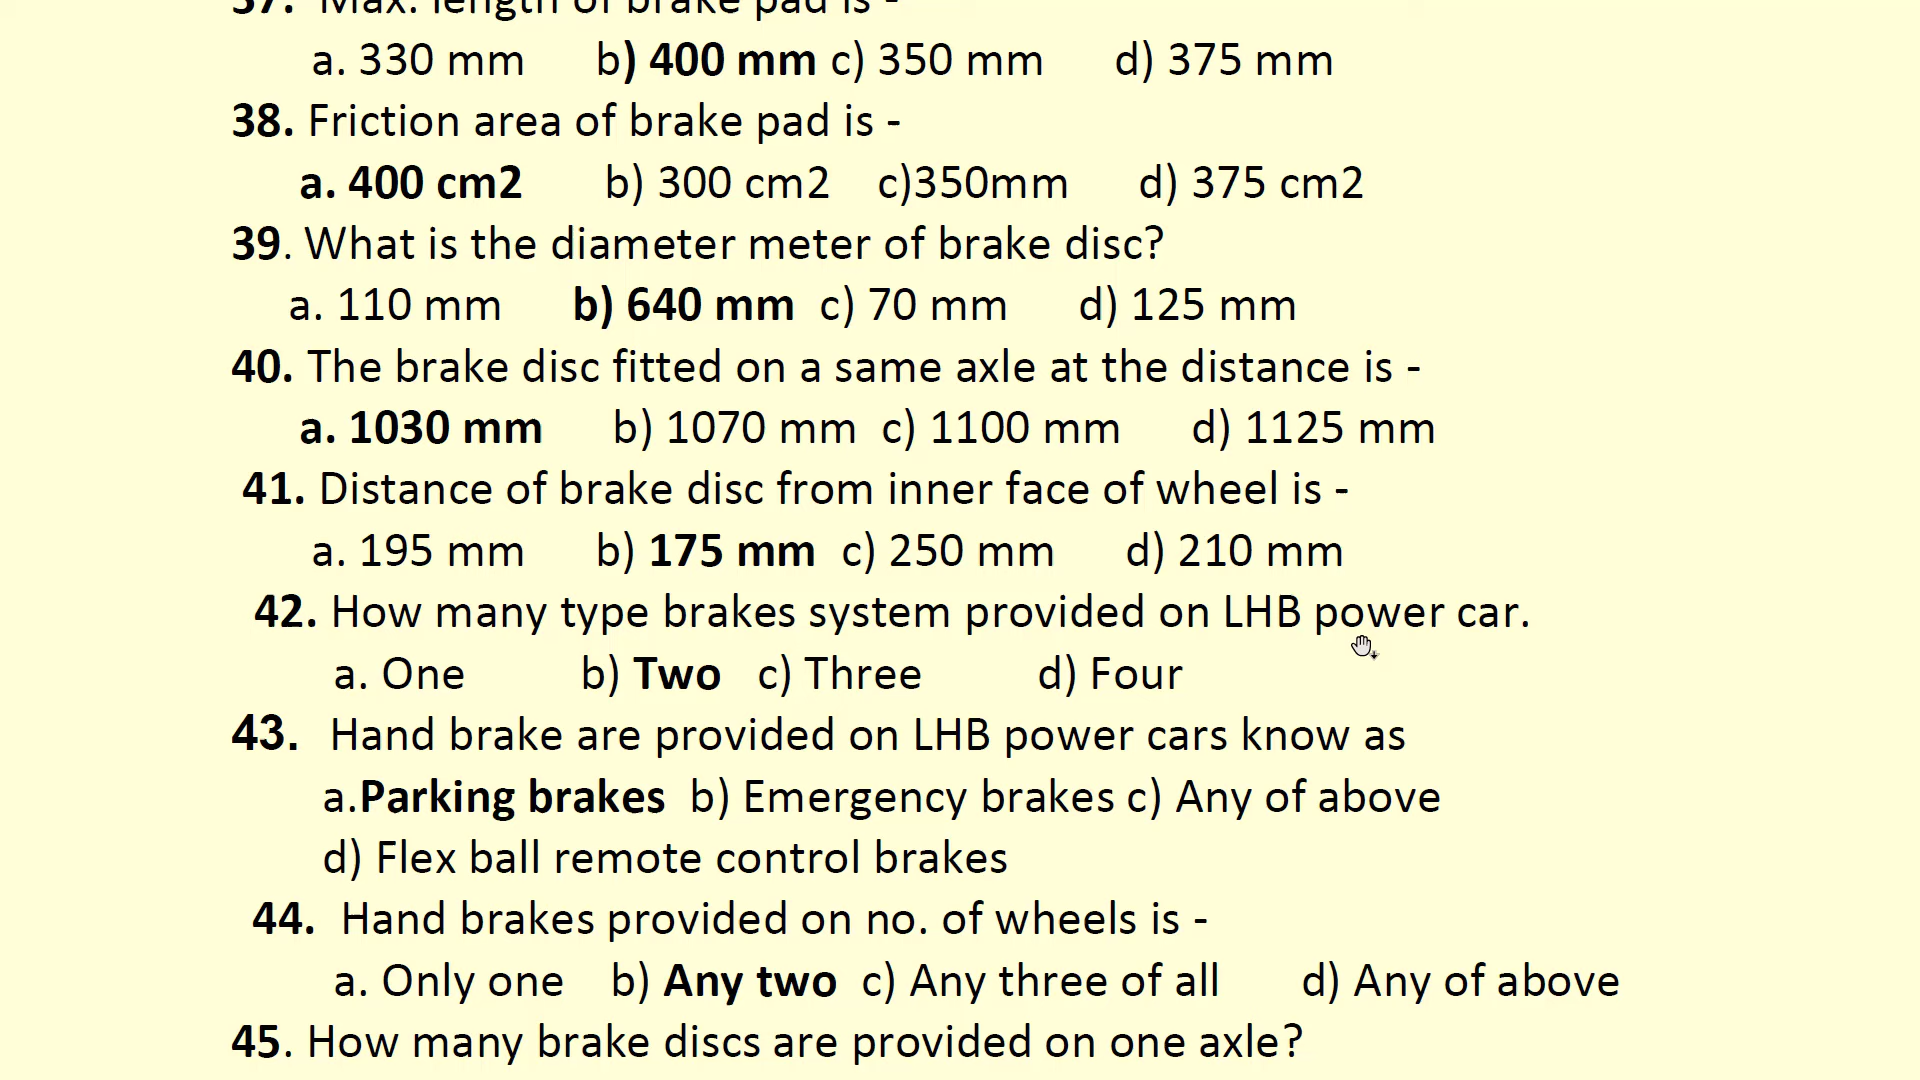 37. Max. length of brake pad is -
a. 330 mm b) 400 mm c) 350 mm d) 375 mm
38. Friction area of brake pad is -
a. 400 cm2 b) 300 cm2 c)350mm d) 375 cm2
39. What is the diameter meter of brake disc?
a. 110 mm b) 640 mm c) 70 mm d) 125 mm
40. The brake disc fitted on a same axle at the distance is -
a. 1030 mm b) 1070 mm c) 1100 mm d) 1125 mm
41. Distance of brake disc from inner face of wheel is -
a. 195 mm b) 175 mm c) 250 mm d) 210 mm
42. How many type brakes system provided on LHB power car.
a. One b) Two c) Three d) Four
43. Hand brake are provided on LHB power cars know as
a.Parking brakes b) Emergency brakes c) Any of above
d) Flex ball remote control brakes
44. Hand brakes provided on no. of wheels is -
a. Only one b) Any two c) Any three of all d) Any of above
45. How many brake discs are provided on one axle?